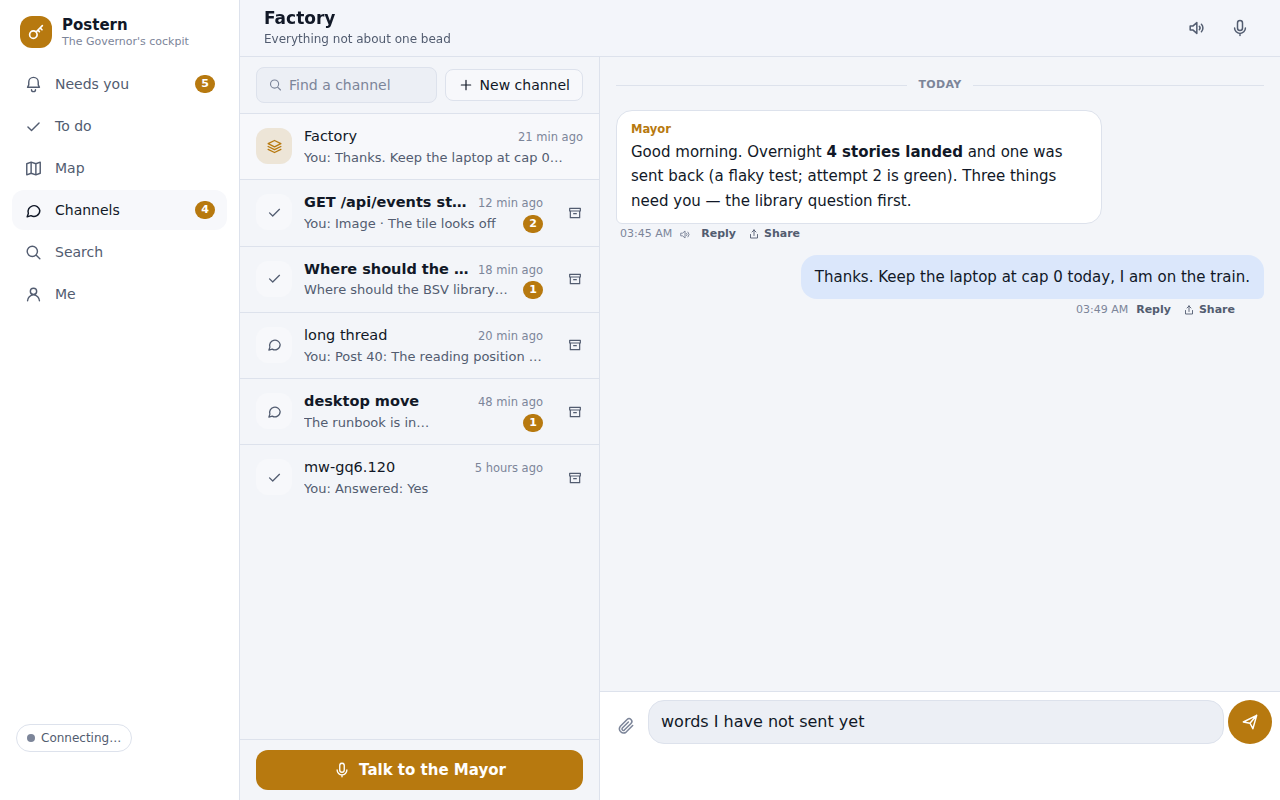 Postern
The Governor's cockpit
Needs you 5
To do
Map
Channels 4
Search
Me
Connecting…
Factory
Everything not about one bead
Find a channel
New channel
Factory 21 min ago
You: Thanks. Keep the laptop at cap 0…
GET /api/events st… 12 min ago
You: Image · The tile looks off 2
Where should the … 18 min ago
Where should the BSV library… 1
long thread 20 min ago
You: Post 40: The reading position …
desktop move 48 min ago
The runbook is in… 1
mw-gq6.120 5 hours ago
You: Answered: Yes
Talk to the Mayor
TODAY
Mayor
Good morning. Overnight 4 stories landed and one was
sent back (a flaky test; attempt 2 is green). Three things
need you — the library question first.
03:45 AM Reply Share
Thanks. Keep the laptop at cap 0 today, I am on the train.
03:49 AM Reply Share
words I have not sent yet